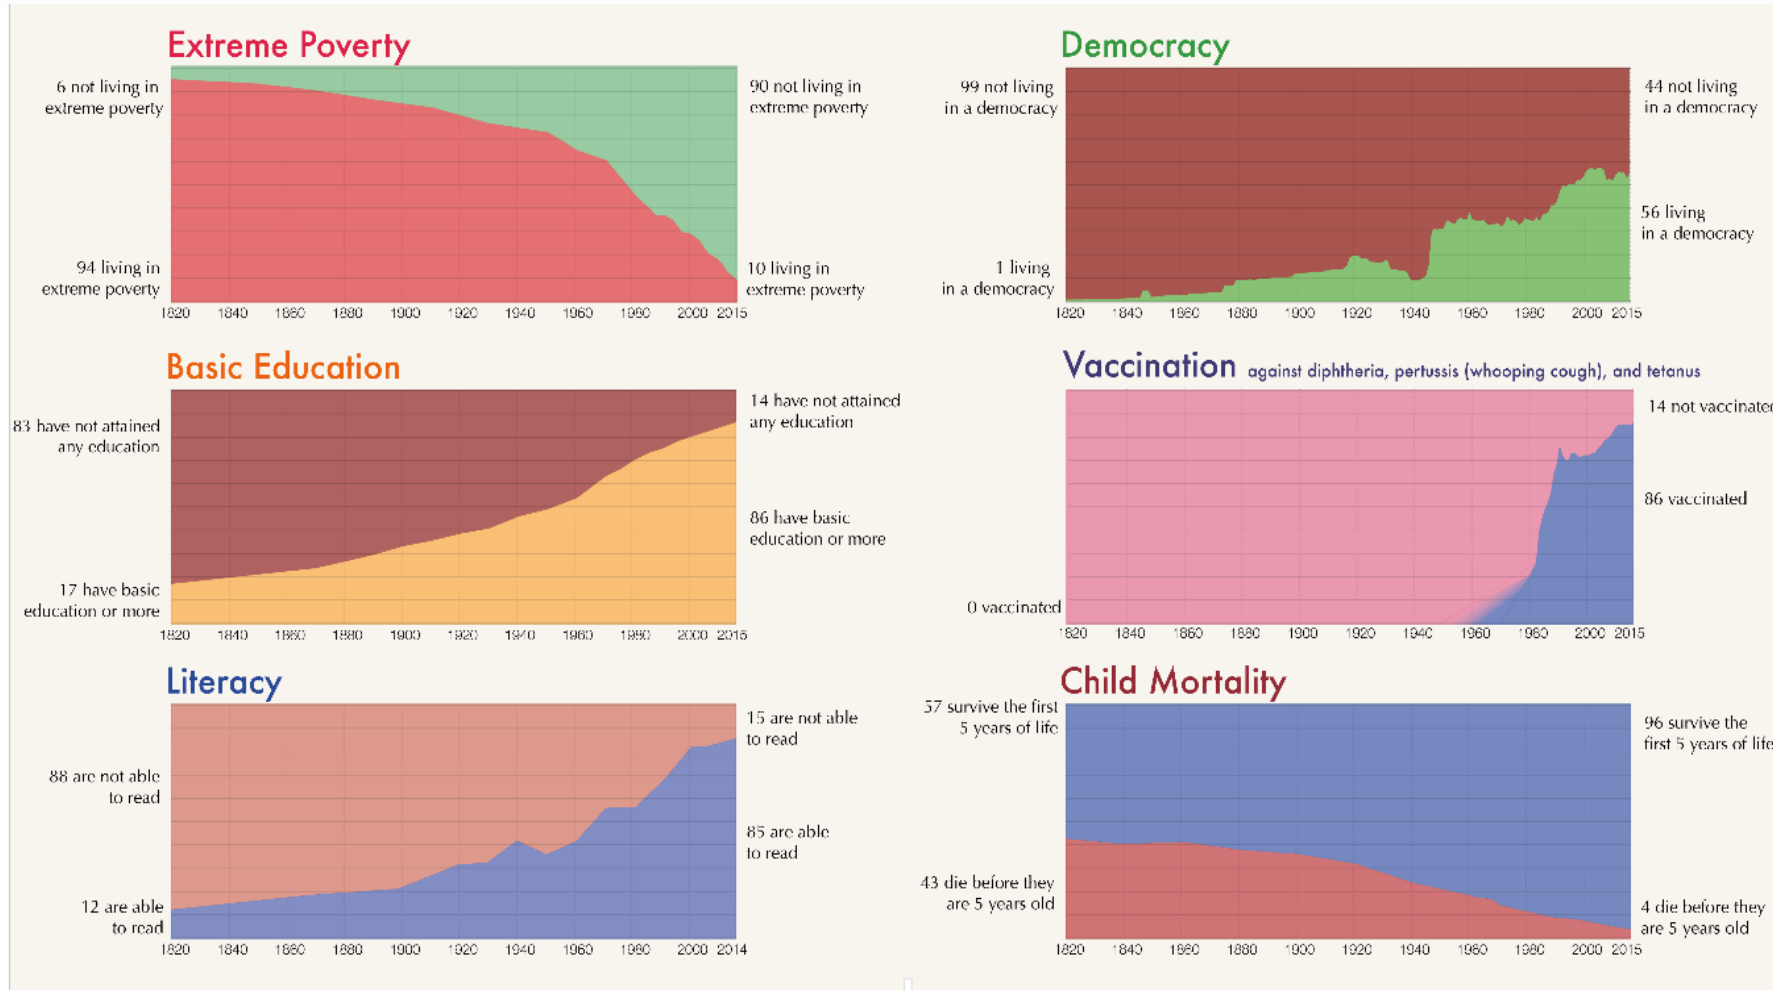 Extreme Poverty
6 not living in
extreme poverty
94 living in
extreme poverty
90 not living in
extreme poverty
10 living in
extreme poverty
1820 1840 1860 1880 1900 1920 1940 1960 1980 2000 2015
Democracy
99 not living
in a democracy
1 living
in a democracy
44 not living
in a democracy
56 living
in a democracy
1820 1840 1860 1880 1900 1920 1940 1960 1980 2000 2015
Basic Education
83 have not attained
any education
17 have basic
education or more
14 have not attained
any education
86 have basic
education or more
1820 1840 1860 1880 1900 1920 1940 1960 1980 2000 2015
Vaccination against diphtheria, pertussis (whooping cough), and tetanus
0 vaccinated
14 not vaccinated
86 vaccinated
1820 1840 1860 1880 1900 1920 1940 1960 1980 2000 2015
Literacy
88 are not able
to read
12 are able
to read
15 are not able
to read
85 are able
to read
1820 1840 1860 1880 1900 1920 1940 1960 1980 2000 2014
Child Mortality
57 survive the first
5 years of life
43 die before they
are 5 years old
96 survive the
first 5 years of life
4 die before they
are 5 years old
1820 1840 1860 1880 1900 1920 1940 1960 1980 2000 2015